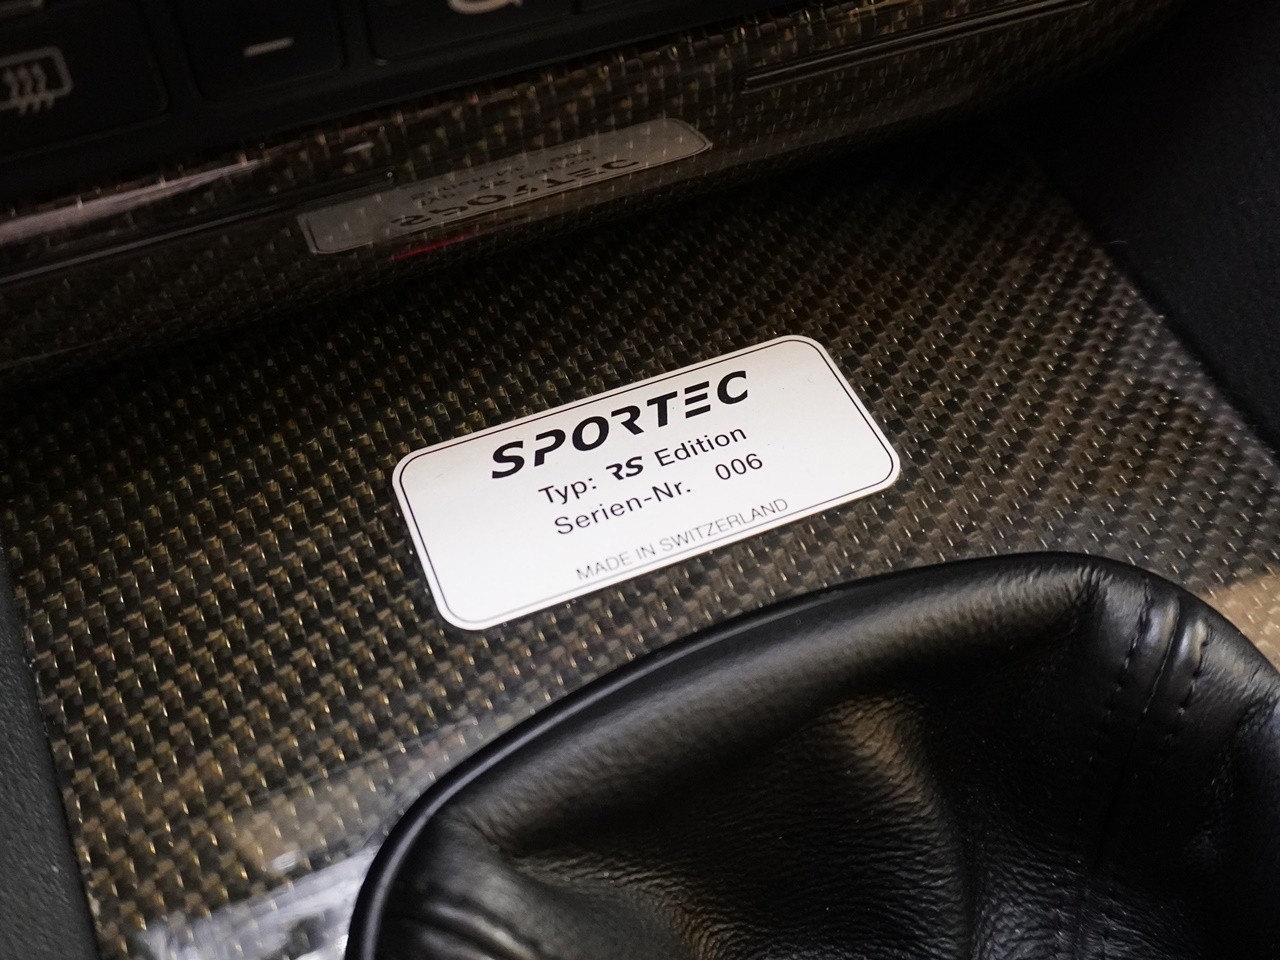 SPORTEC
Typ: RS Edition
Serien-Nr. 006
MADE IN SWITZERLAND